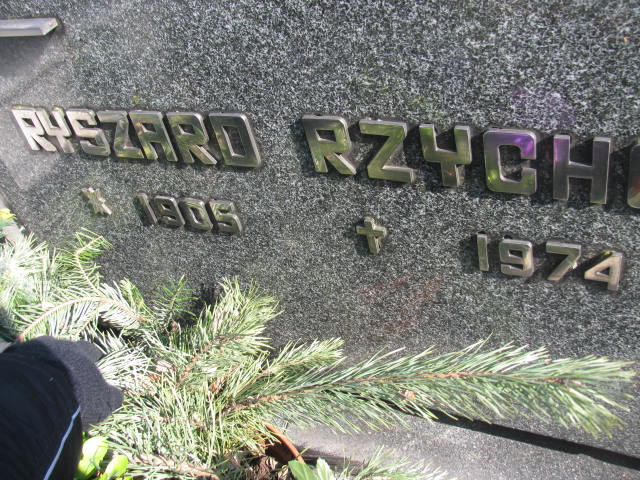 RYSZARD RZYCH
* 1905 † 1974